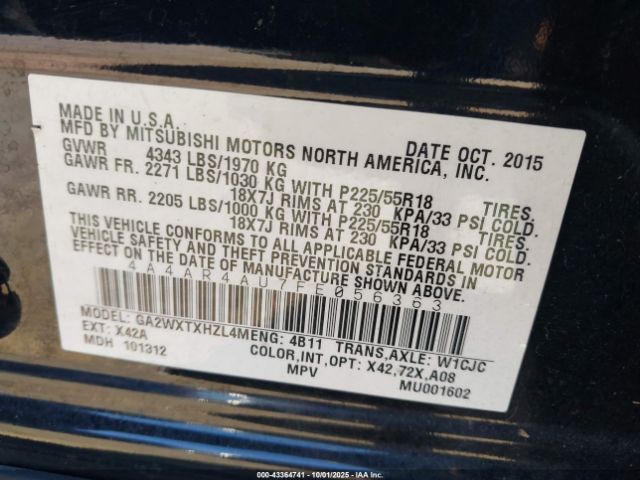 MADE IN U.S.A. DATE OCT. 2015
MFD BY MITSUBISHI MOTORS NORTH AMERICA, INC.
GVWR 4343 LBS/1970 KG
GAWR FR. 2271 LBS/1030 KG WITH P225/55R18 TIRES.
18X7J RIMS AT 230 KPA/33 PSI COLD.
GAWR RR. 2205 LBS/1000 KG WITH P225/55R18 TIRES.
18X7J RIMS AT 230 KPA/33 PSI COLD.
THIS VEHICLE CONFORMS TO ALL APPLICABLE FEDERAL MOTOR
VEHICLE SAFETY AND THEFT PREVENTION STANDARDS IN
EFFECT ON THE DATE OF MANUFACTURE SHOWN ABOVE.
4A4AR4AU7FE056363
MODEL: GA2WXTXHZL4MENG: 4B11 TRANS,AXLE: W1CJC
EXT: X42A COLOR,INT,OPT: X42,72X,A08
MDH 101312 MPV MU001602
000-43364741 - 10/01/2025 - IAA Inc.